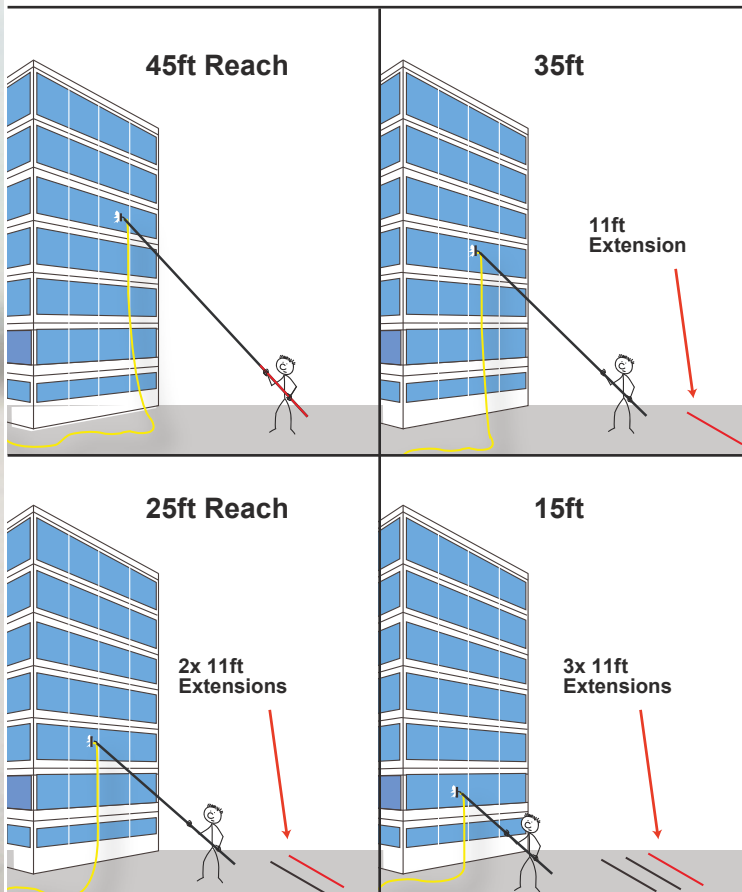 45ft Reach
35ft
11ft
Extension
25ft Reach
15ft
2x 11ft
Extensions
3x 11ft
Extensions